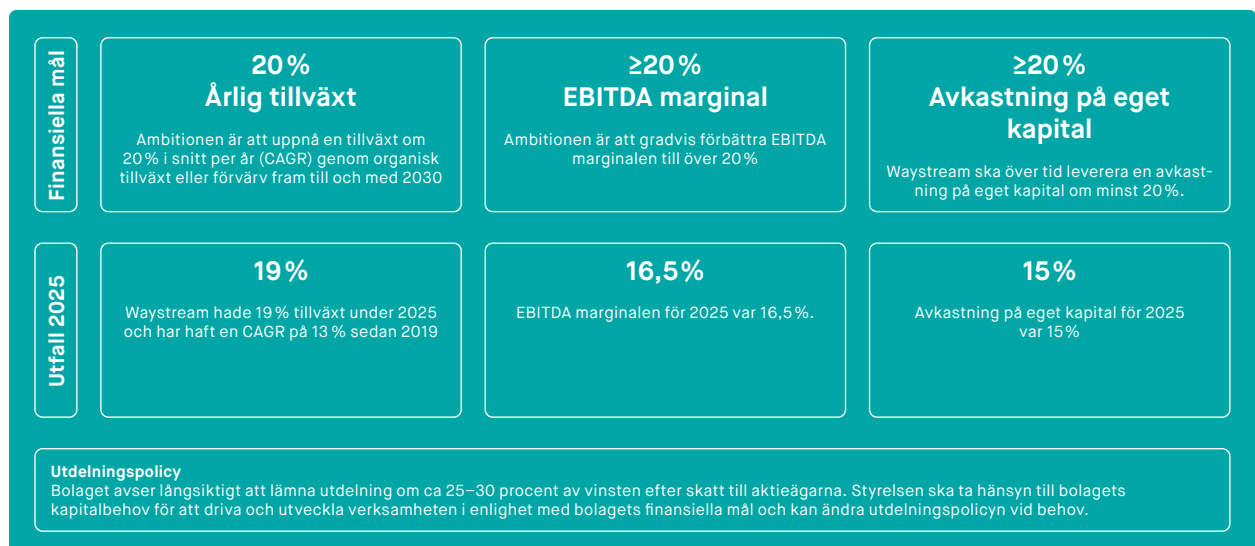 Finansiella mål
20 %
Årlig tillväxt
Ambitionen är att uppnå en tillväxt om
20 % i snitt per år (CAGR) genom organisk
tillväxt eller förvärv fram till och med 2030
≥20 %
EBITDA marginal
Ambitionen är att gradvis förbättra EBITDA
marginalen till över 20 %
≥20 %
Avkastning på eget
kapital
Waystream ska över tid leverera en avkast-
ning på eget kapital om minst 20 %.
Utfall 2025
19 %
Waystream hade 19 % tillväxt under 2025
och har haft en CAGR på 13 % sedan 2019
16,5 %
EBITDA marginalen för 2025 var 16,5 %.
15 %
Avkastning på eget kapital för 2025
var 15 %
Utdelningspolicy
Bolaget avser långsiktigt att lämna utdelning om ca 25–30 procent av vinsten efter skatt till aktieägarna. Styrelsen ska ta hänsyn till bolagets
kapitalbehov för att driva och utveckla verksamheten i enlighet med bolagets finansiella mål och kan ändra utdelningspolicyn vid behov.